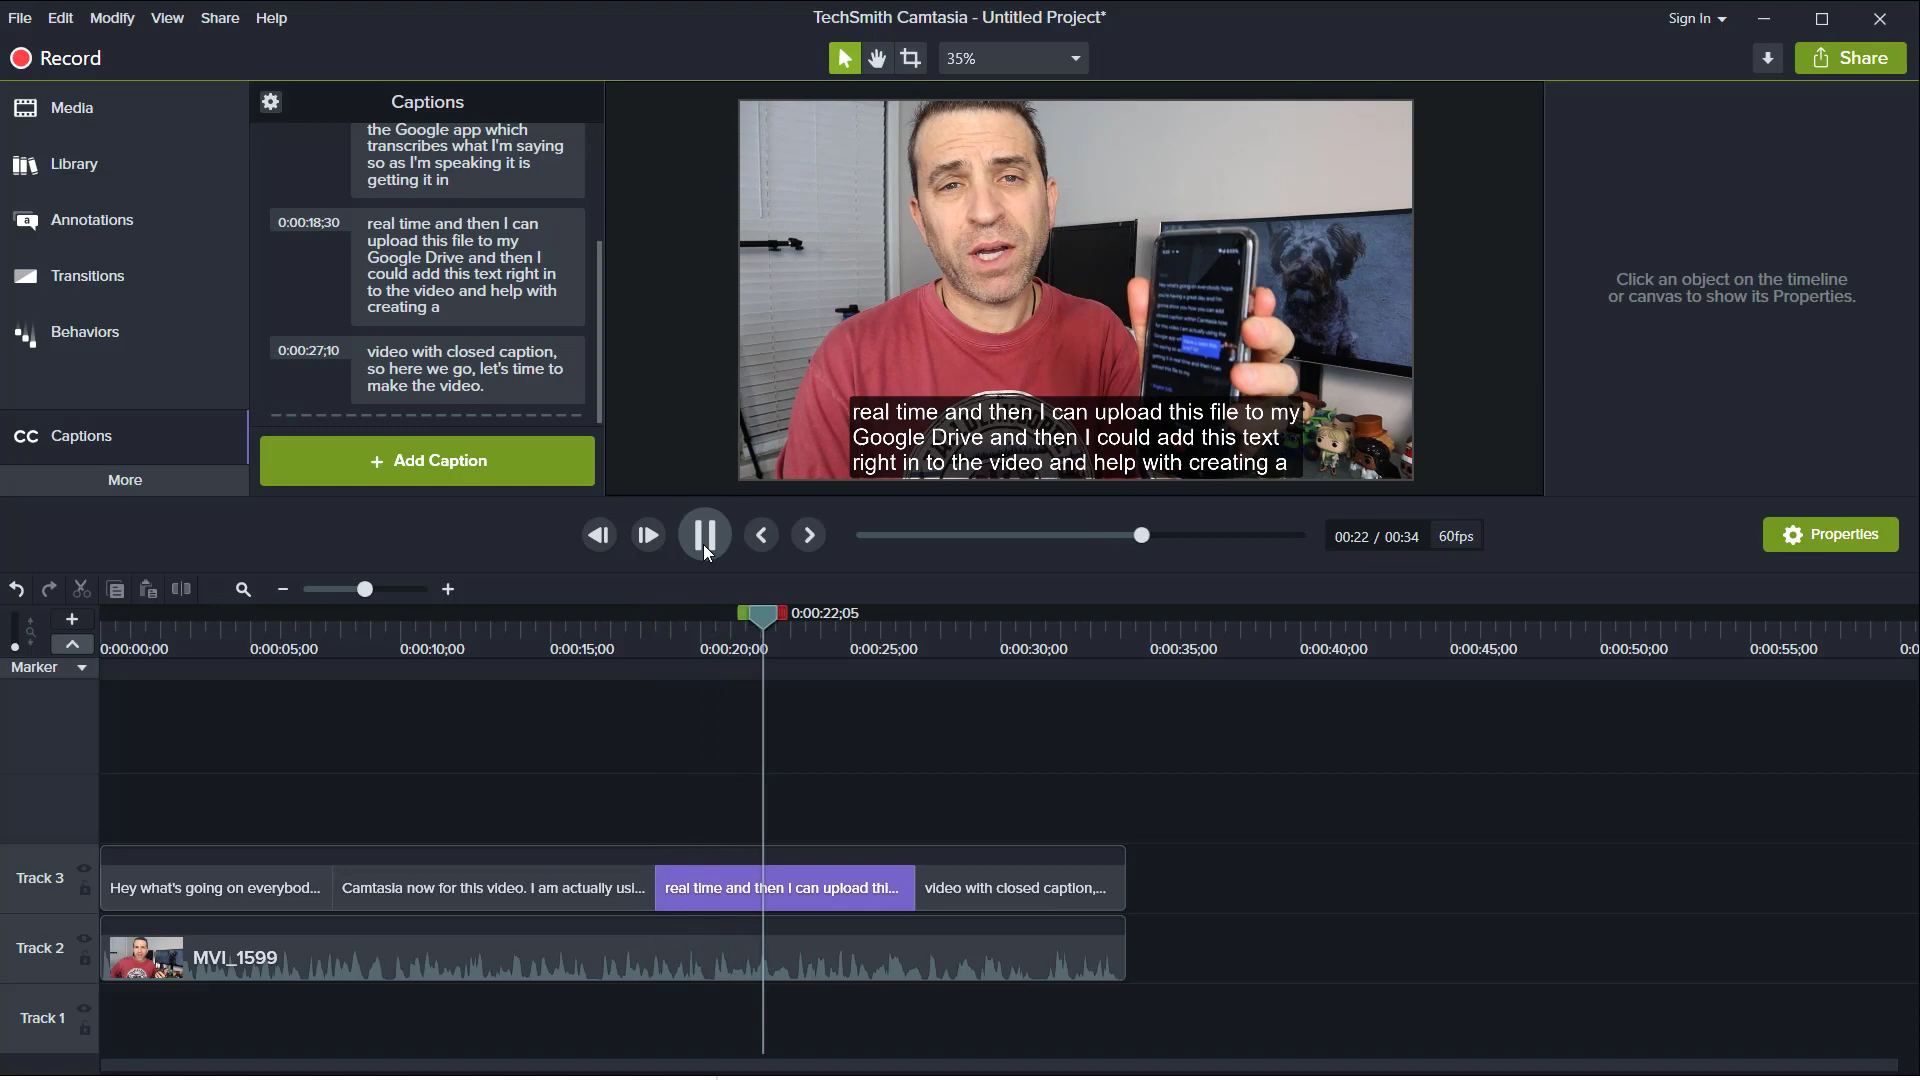 File Edit Modify View Share Help
TechSmith Camtasia - Untitled Project*
Sign In
Record
35%
Share
Media
Library
Annotations
Transitions
Behaviors
CC Captions
More
Captions
the Google app which
transcribes what I'm saying
so as I'm speaking it is
getting it in
0:00:18;30
real time and then I can
upload this file to my
Google Drive and then I
could add this text right in
to the video and help with
creating a
0:00:27;10
video with closed caption,
so here we go, let's time to
make the video.
+ Add Caption
real time and then I can upload this file to my
Google Drive and then I could add this text
right in to the video and help with creating a
Click an object on the timeline
or canvas to show its Properties.
00:22 / 00:34 60fps
Properties
0:00:22;05
0:00:00;00 0:00:05;00 0:00:10;00 0:00:15;00 0:00:20;00 0:00:25;00 0:00:30;00 0:00:35;00 0:00:40;00 0:00:45;00 0:00:50;00 0:00:55;00 0:0
Marker
Track 3
Hey what's going on everybod... Camtasia now for this video. I am actually usi... real time and then I can upload thi... video with closed caption,...
Track 2
MVI_1599
Track 1